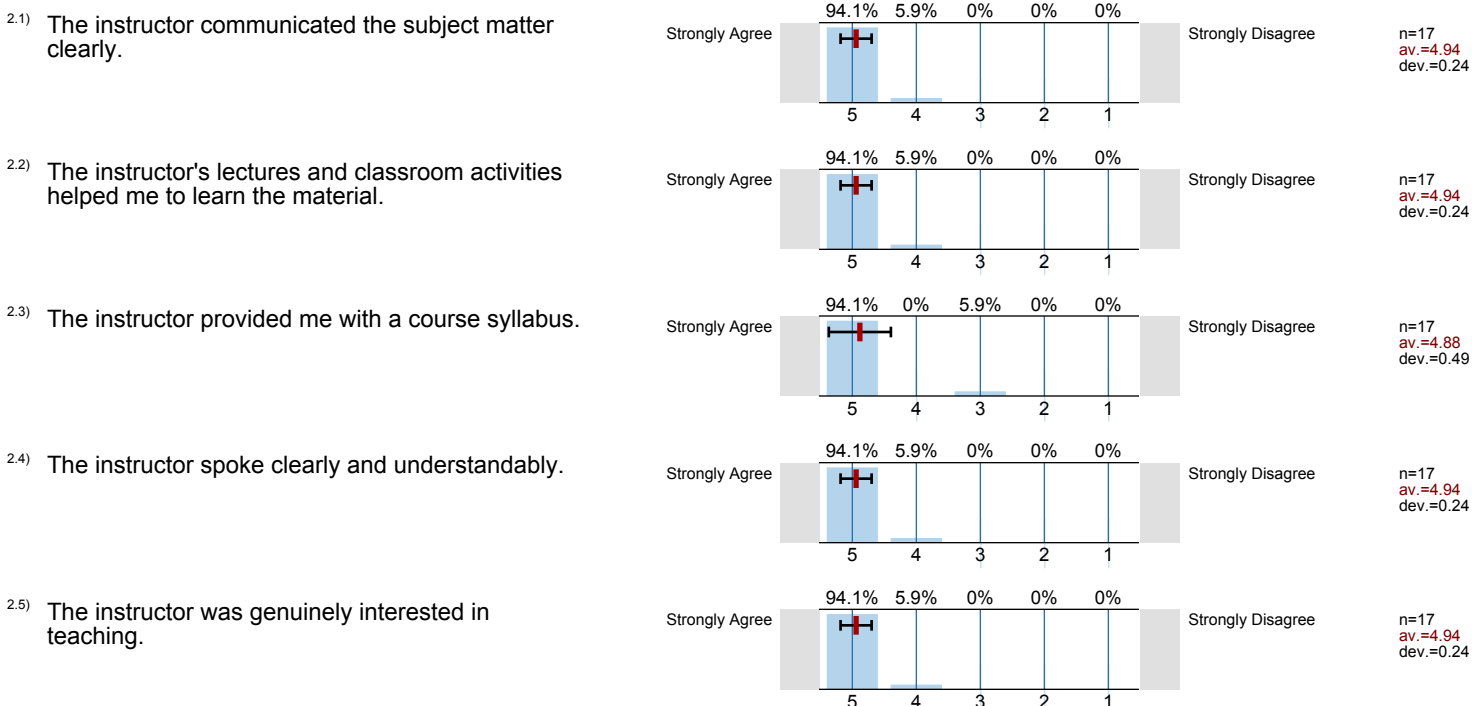 2.1) The instructor communicated the subject matter
clearly.
Strongly Agree
94.1% 5.9% 0% 0% 0%
5 4 3 2 1
Strongly Disagree
n=17
av.=4.94
dev.=0.24
2.2) The instructor's lectures and classroom activities
helped me to learn the material.
Strongly Agree
94.1% 5.9% 0% 0% 0%
5 4 3 2 1
Strongly Disagree
n=17
av.=4.94
dev.=0.24
2.3) The instructor provided me with a course syllabus.
Strongly Agree
94.1% 0% 5.9% 0% 0%
5 4 3 2 1
Strongly Disagree
n=17
av.=4.88
dev.=0.49
2.4) The instructor spoke clearly and understandably.
Strongly Agree
94.1% 5.9% 0% 0% 0%
5 4 3 2 1
Strongly Disagree
n=17
av.=4.94
dev.=0.24
2.5) The instructor was genuinely interested in
teaching.
Strongly Agree
94.1% 5.9% 0% 0% 0%
5 4 3 2 1
Strongly Disagree
n=17
av.=4.94
dev.=0.24